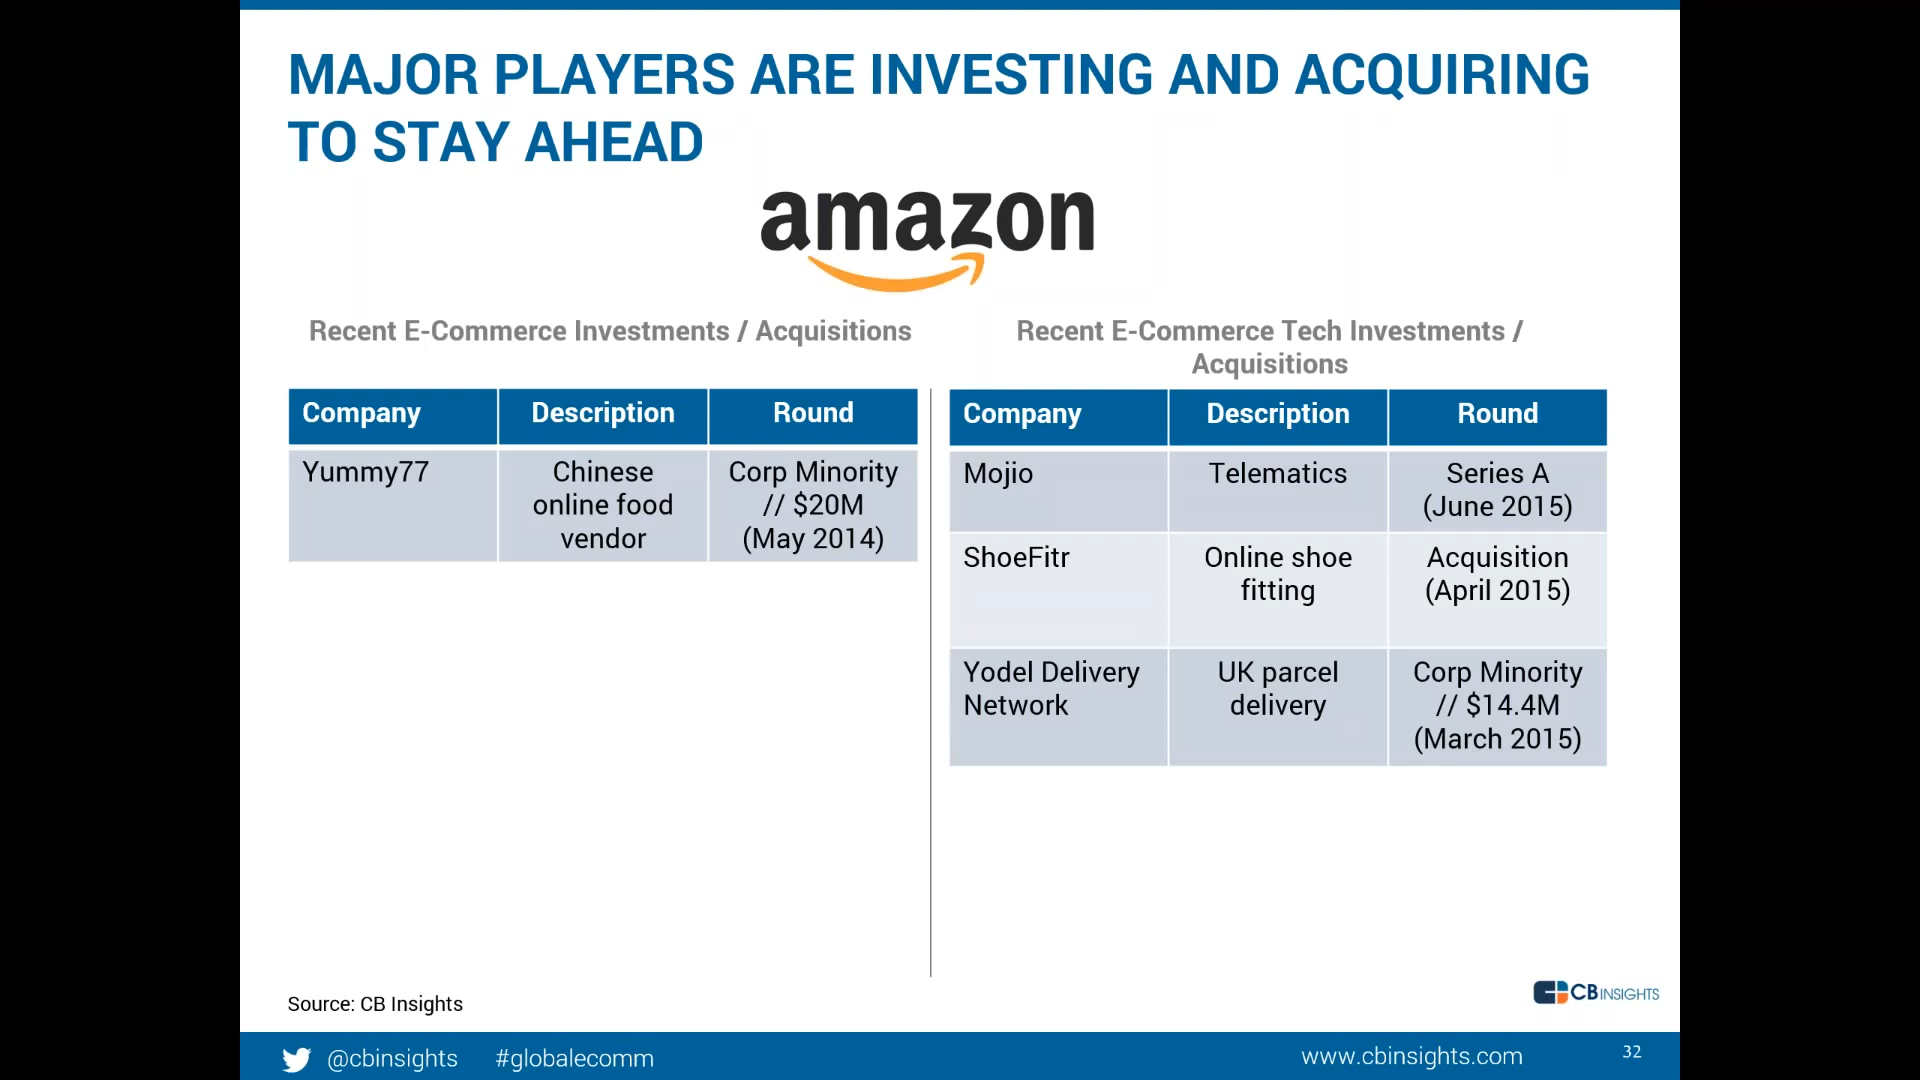 MAJOR PLAYERS ARE INVESTING AND ACQUIRING
TO STAY AHEAD
amazon
Recent E-Commerce Investments / Acquisitions
Company Description Round
Yummy77 Chinese online food vendor Corp Minority // $20M (May 2014)
Recent E-Commerce Tech Investments /
Acquisitions
Company Description Round
Mojio Telematics Series A (June 2015)
ShoeFitr Online shoe fitting Acquisition (April 2015)
Yodel Delivery Network UK parcel delivery Corp Minority // $14.4M (March 2015)
Source: CB Insights
CBINSIGHTS
@cbinsights #globalecomm www.cbinsights.com 32